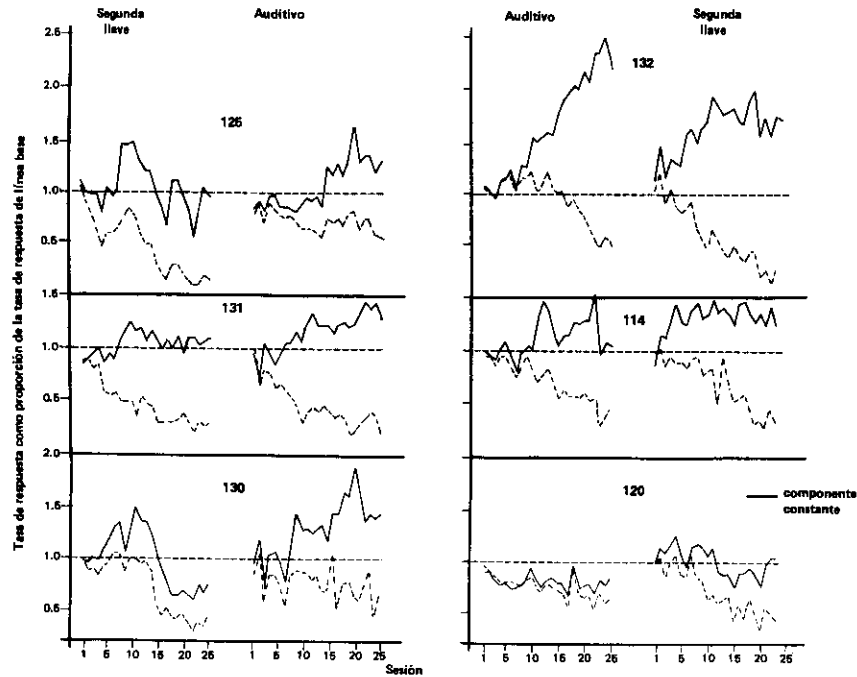 Segunda
llave
Auditivo
Auditivo
Segunda
llave
Tasa de respuesta como proporción de la tasa de respuesta de línea base
2.5
2.0
1.5
1.0
0.5
126
132
1.5
1.0
0.5
131
114
2.0
1.5
1.0
0.5
130
120
componente
constante
1 5 10 15 20 25
1 5 10 15 20 25
1 5 10 15 20 25
1 5 10 15 20 25
Sesión